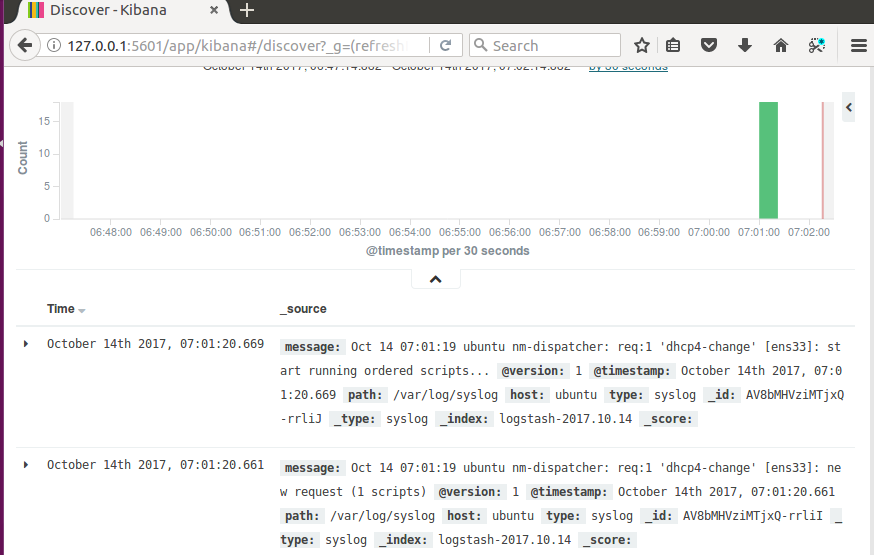 Discover - Kibana
127.0.0.1:5601/app/kibana#/discover?_g=(refresh
Search
October 14th 2017, 06:47:14.662 - October 14th 2017, 07:02:14.662 by 30 seconds
Count
15
10
5
0
06:48:00 06:49:00 06:50:00 06:51:00 06:52:00 06:53:00 06:54:00 06:55:00 06:56:00 06:57:00 06:58:00 06:59:00 07:00:00 07:01:00 07:02:00
@timestamp per 30 seconds
Time _source
October 14th 2017, 07:01:20.669 message: Oct 14 07:01:19 ubuntu nm-dispatcher: req:1 'dhcp4-change' [ens33]: st
art running ordered scripts... @version: 1 @timestamp: October 14th 2017, 07:0
1:20.669 path: /var/log/syslog host: ubuntu type: syslog _id: AV8bMHVziMTjxQ
-rrliJ _type: syslog _index: logstash-2017.10.14 _score:
October 14th 2017, 07:01:20.661 message: Oct 14 07:01:19 ubuntu nm-dispatcher: req:1 'dhcp4-change' [ens33]: ne
w request (1 scripts) @version: 1 @timestamp: October 14th 2017, 07:01:20.661
path: /var/log/syslog host: ubuntu type: syslog _id: AV8bMHVziMTjxQ-rrliI _
type: syslog _index: logstash-2017.10.14 _score: